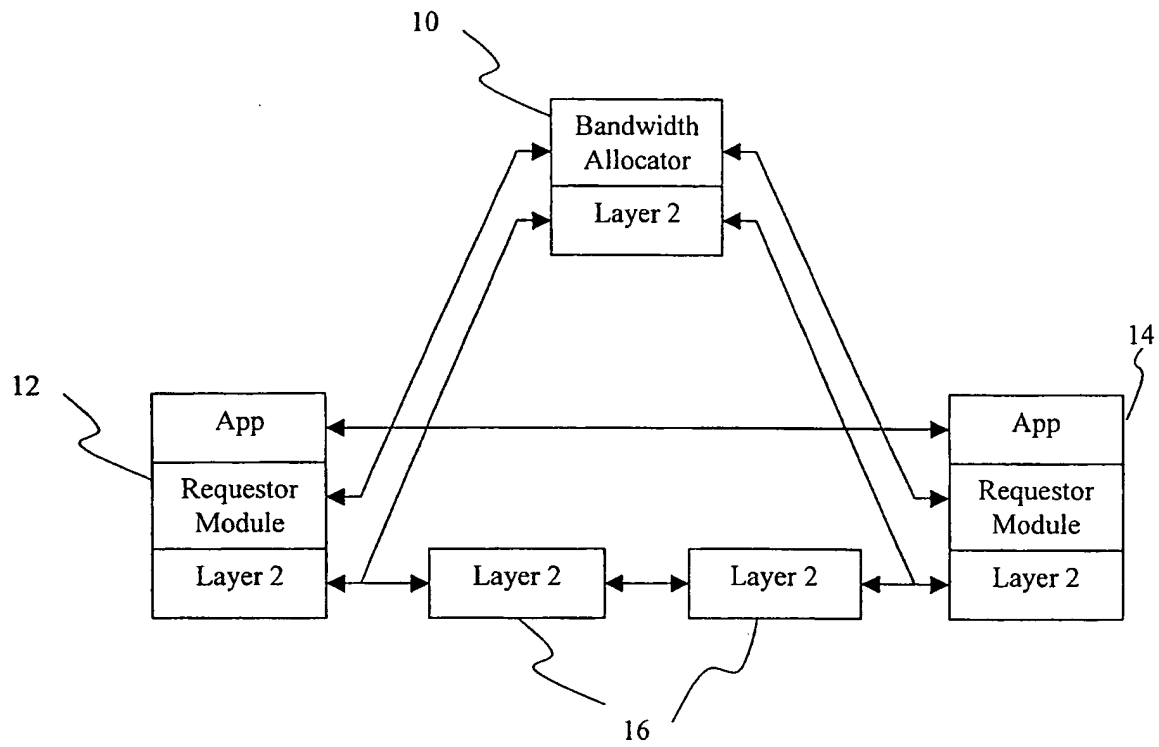 10
Bandwidth
Allocator
Layer 2
14
12
App
App
Requestor
Module
Requestor
Module
Layer 2
Layer 2
Layer 2
Layer 2
16